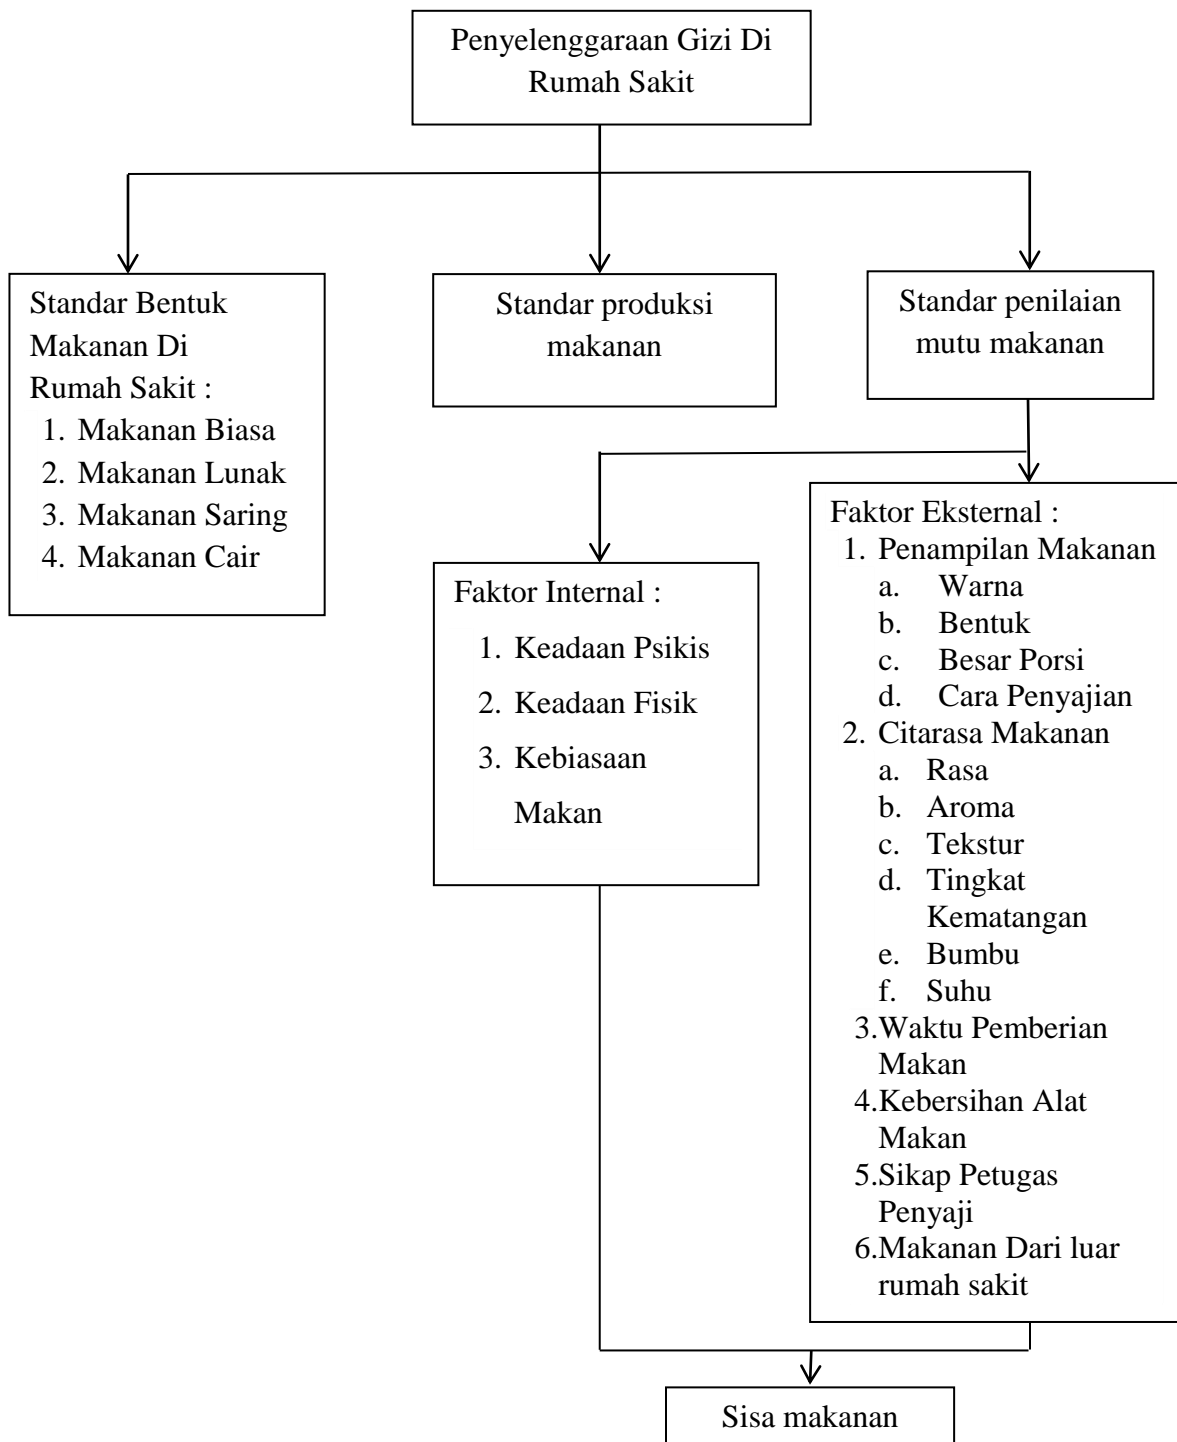 Penyelenggaraan Gizi Di
Rumah Sakit
Standar Bentuk
Makanan Di
Rumah Sakit :
1. Makanan Biasa
2. Makanan Lunak
3. Makanan Saring
4. Makanan Cair
Standar produksi
makanan
Standar penilaian
mutu makanan
Faktor Internal :
1. Keadaan Psikis
2. Keadaan Fisik
3. Kebiasaan
Makan
Faktor Eksternal :
1. Penampilan Makanan
a. Warna
b. Bentuk
c. Besar Porsi
d. Cara Penyajian
2. Citarasa Makanan
a. Rasa
b. Aroma
c. Tekstur
d. Tingkat
Kematangan
e. Bumbu
f. Suhu
3.Waktu Pemberian
Makan
4.Kebersihan Alat
Makan
5.Sikap Petugas
Penyaji
6.Makanan Dari luar
rumah sakit
Sisa makanan